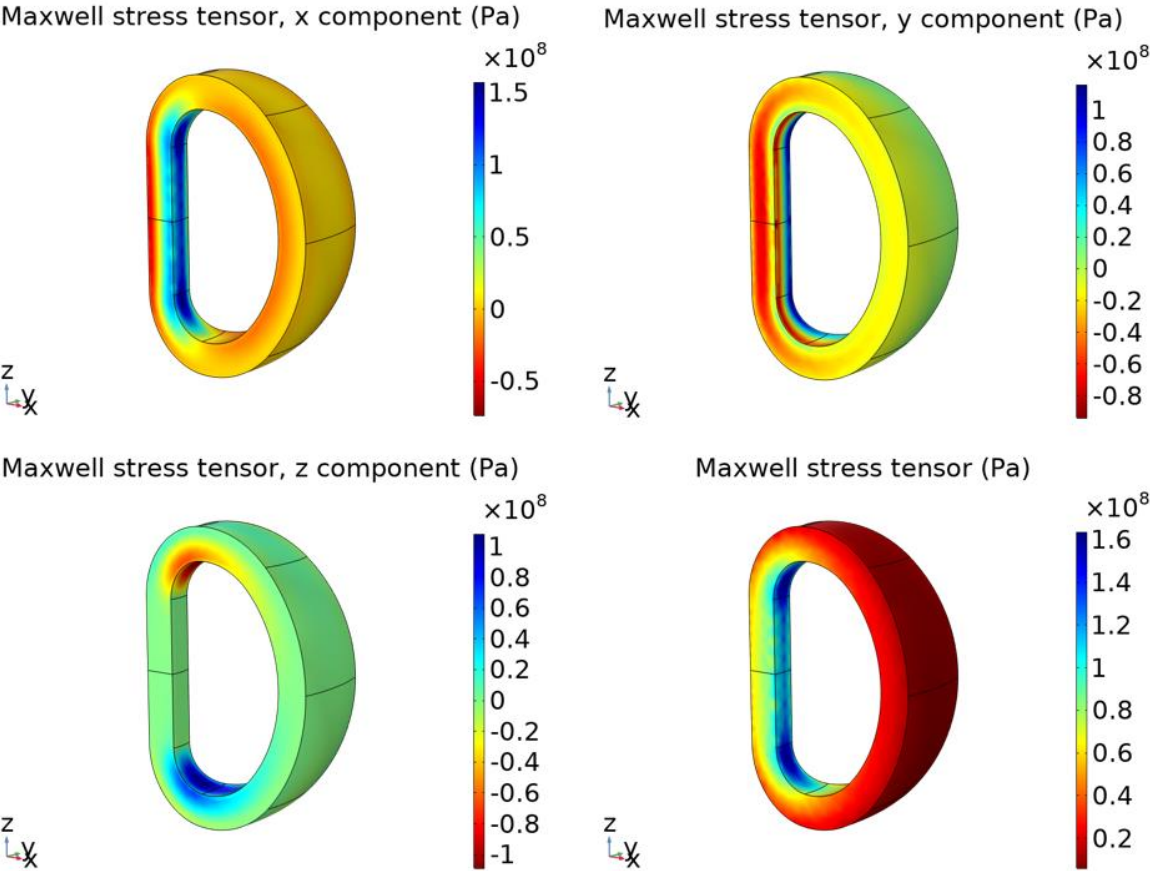 Maxwell stress tensor, x component (Pa)
×10⁸
1.5
1
0.5
0
-0.5
z
y
x
Maxwell stress tensor, y component (Pa)
×10⁸
1
0.8
0.6
0.4
0.2
0
-0.2
-0.4
-0.6
-0.8
z
y
x
Maxwell stress tensor, z component (Pa)
×10⁸
1
0.8
0.6
0.4
0.2
0
-0.2
-0.4
-0.6
-0.8
-1
z
y
x
Maxwell stress tensor (Pa)
×10⁸
1.6
1.4
1.2
1
0.8
0.6
0.4
0.2
z
y
x